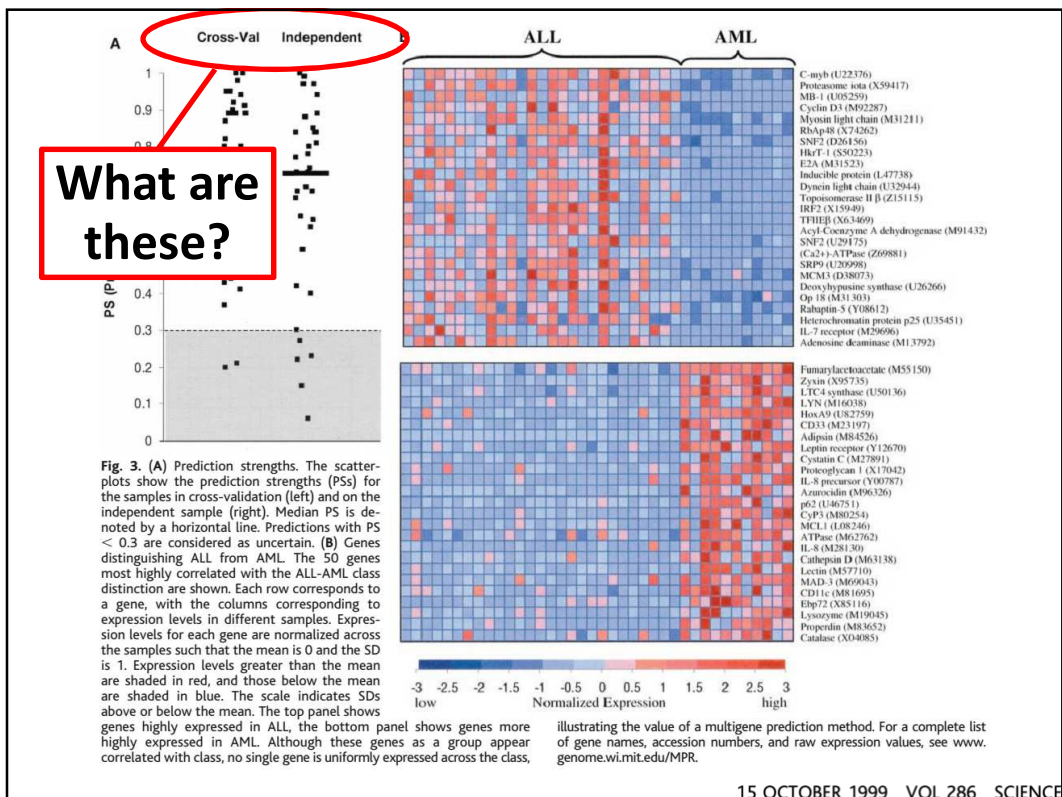 A
Cross-Val Independent
ALL
AML
1
0.9
What are
these?
0.4
0.3
0.2
0.1
0
C-myb (U22376)
Proteasome iota (X59417)
MB-1 (U05259)
Cyclin D3 (M92287)
Myosin light chain (M31211)
RbAp48 (X74262)
SNF2 (D26156)
HkrT-1 (S50223)
E2A (M31523)
Inducible protein (L47738)
Dynein light chain (U32944)
Topoisomerase II β (Z15115)
IRF2 (X15949)
TFIIEβ (X63469)
Acyl-Coenzyme A dehydrogenase (M91432)
SNF2 (U29175)
(Ca2+)-ATPase (Z69881)
SRP9 (U20998)
MCM3 (D38073)
Deoxyhypusine synthase (U26266)
Op 18 (M31303)
Rabaptin-5 (Y08612)
Heterochromatin protein p25 (U35451)
IL-7 receptor (M29696)
Adenosine deaminase (M13792)
Fumarylacetoacetate (M55150)
Zyxin (X95735)
LTC4 synthase (U50136)
LYN (M16038)
HoxA9 (U82759)
CD33 (M23197)
Adipsin (M84526)
Leptin receptor (Y12670)
Cystatin C (M27891)
Proteoglycan 1 (X17042)
IL-8 precursor (Y00787)
Azurocidin (M96326)
p62 (U46751)
CyP3 (M80254)
MCL1 (L08246)
ATPase (M62762)
IL-8 (M28130)
Cathepsin D (M63138)
Lectin (M57710)
MAD-3 (M69043)
CD11c (M81695)
Ebp72 (X85116)
Lysozyme (M19045)
Properdin (M83652)
Catalase (X04085)
-3 -2.5 -2 -1.5 -1 -0.5 0 0.5 1 1.5 2 2.5 3
low Normalized Expression high
Fig. 3. (A) Prediction strengths. The scatter-
plots show the prediction strengths (PSs) for
the samples in cross-validation (left) and on the
independent sample (right). Median PS is de-
noted by a horizontal line. Predictions with PS
< 0.3 are considered as uncertain. (B) Genes
distinguishing ALL from AML. The 50 genes
most highly correlated with the ALL-AML class
distinction are shown. Each row corresponds to
a gene, with the columns corresponding to
expression levels in different samples. Expres-
sion levels for each gene are normalized across
the samples such that the mean is 0 and the SD
is 1. Expression levels greater than the mean
are shaded in red, and those below the mean
are shaded in blue. The scale indicates SDs
above or below the mean. The top panel shows
genes highly expressed in ALL, the bottom panel shows genes more
highly expressed in AML. Although these genes as a group appear
correlated with class, no single gene is uniformly expressed across the class,
illustrating the value of a multigene prediction method. For a complete list
of gene names, accession numbers, and raw expression values, see www.
genome.wi.mit.edu/MPR.
15 OCTOBER 1999 VOL 286 SCIENCE